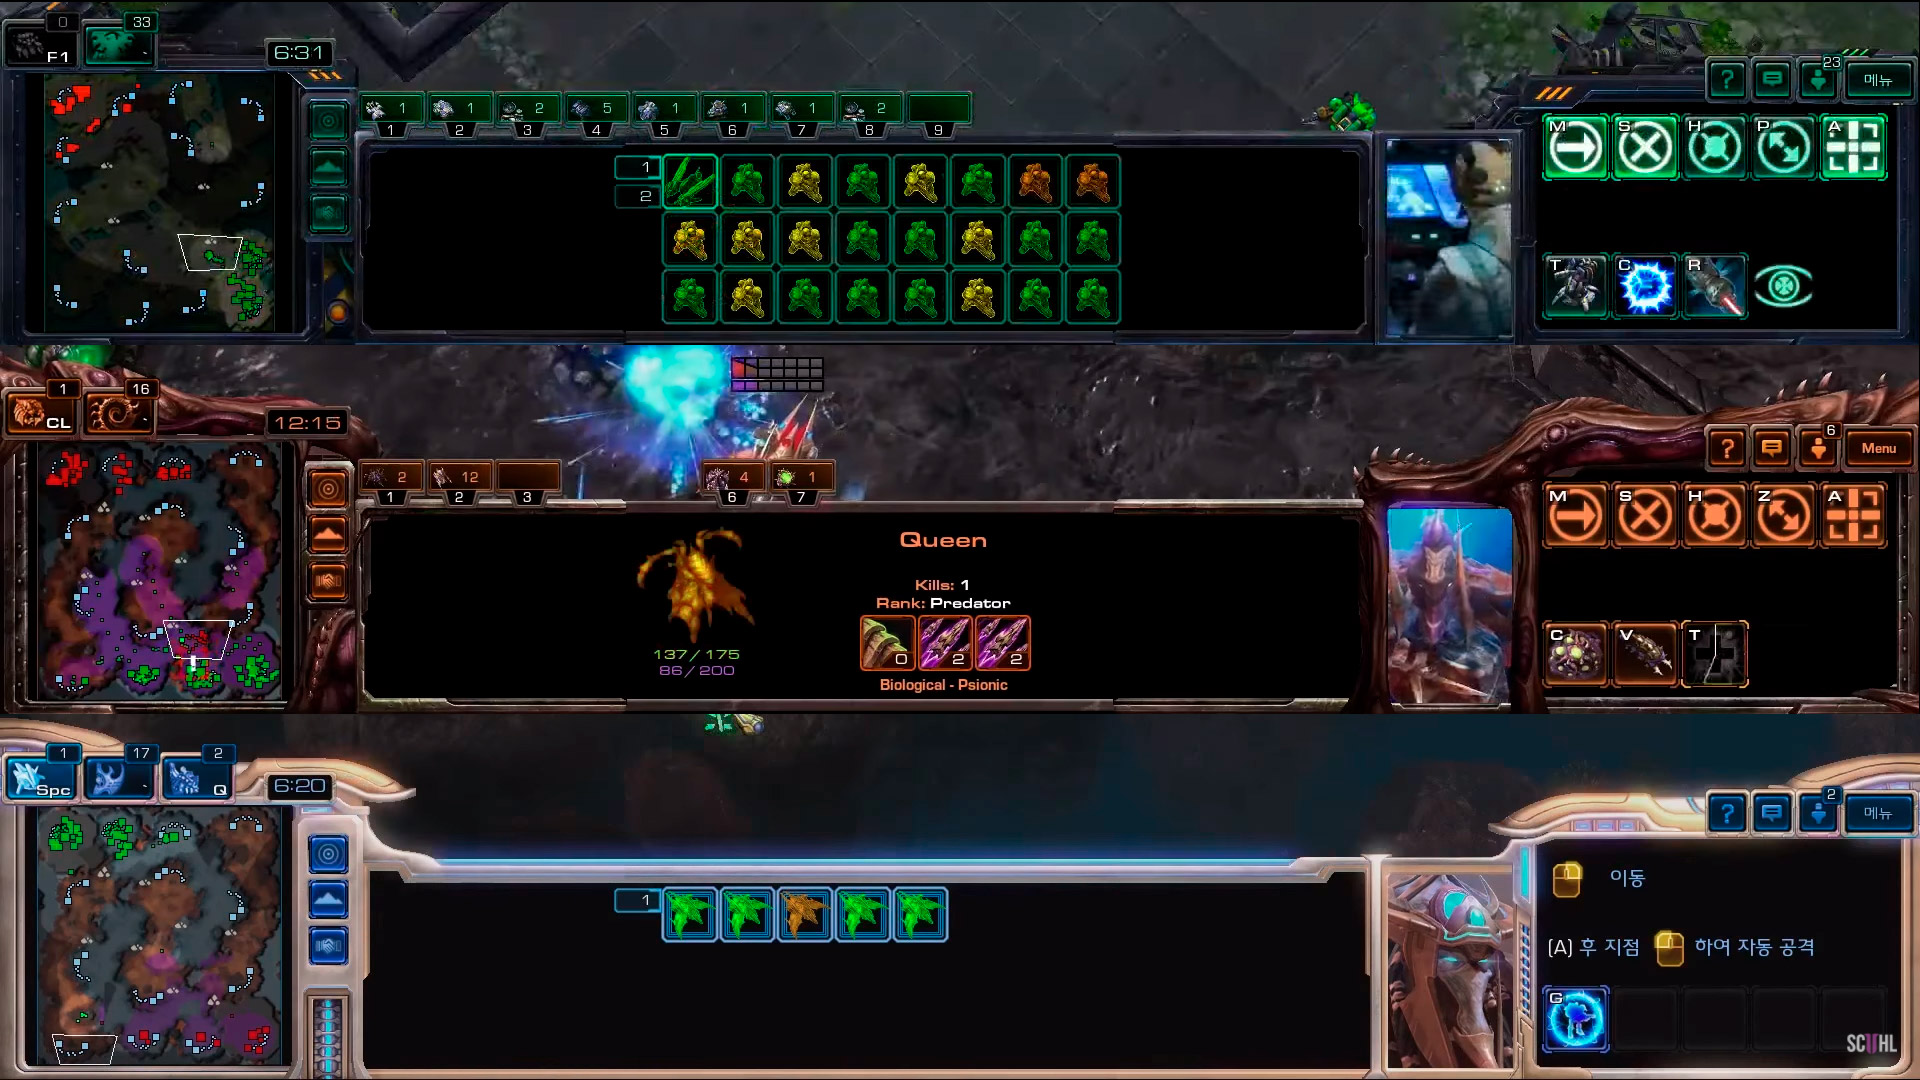 0 33
F1 `
6:31
23
메뉴
1 1 2 5 1 1 1 2
1 2 3 4 5 6 7 8 9
1
2
M S H P A
T C R
1 16
CL `
12:15
6
Menu
2 12 4 1
1 2 3 6 7
Queen
Kills: 1
Rank: Predator
137/175
86/200
0 2 2
Biological - Psionic
M S H Z A
C V T
1 17 2
Spc ` Q
6:20
2
메뉴
1
이동
(A) 후 지점 하여 자동 공격
G
SCUHL